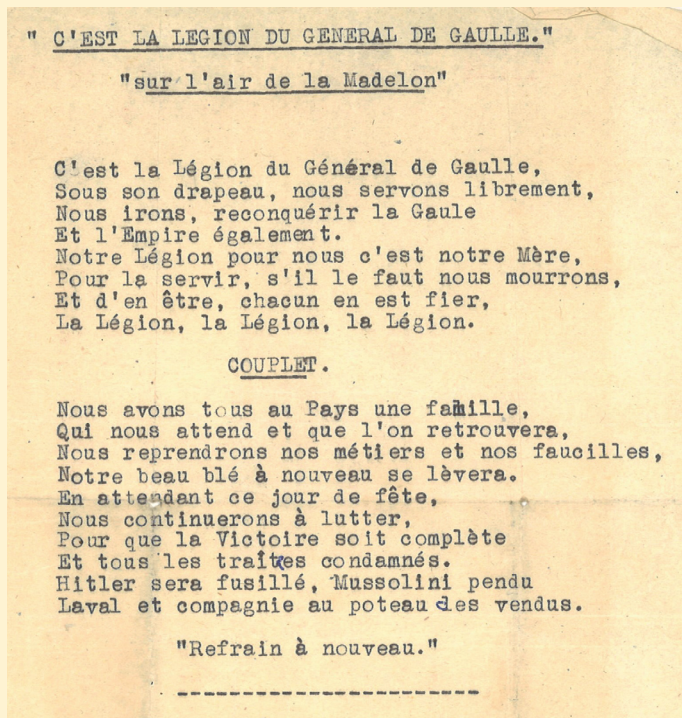 " C'EST LA LEGION DU GENERAL DE GAULLE."
"sur l'air de la Madelon"
C'est la Légion du Général de Gaulle,
Sous son drapeau, nous servons librement,
Nous irons, reconquérir la Gaule
Et l'Empire également.
Notre Légion pour nous c'est notre Mère,
Pour la servir, s'il le faut nous mourrons,
Et d'en être, chacun en est fier,
La Légion, la Légion, la Légion.
COUPLET.
Nous avons tous au Pays une famille,
Qui nous attend et que l'on retrouvera,
Nous reprendrons nos métiers et nos faucilles,
Notre beau blé à nouveau se lèvera.
En attendant ce jour de fête,
Nous continuerons à lutter,
Pour que la Victoire soit complète
Et tous les traîtres condamnés.
Hitler sera fusillé, Mussolini pendu
Laval et compagnie au poteau des vendus.
"Refrain à nouveau."
------------------------